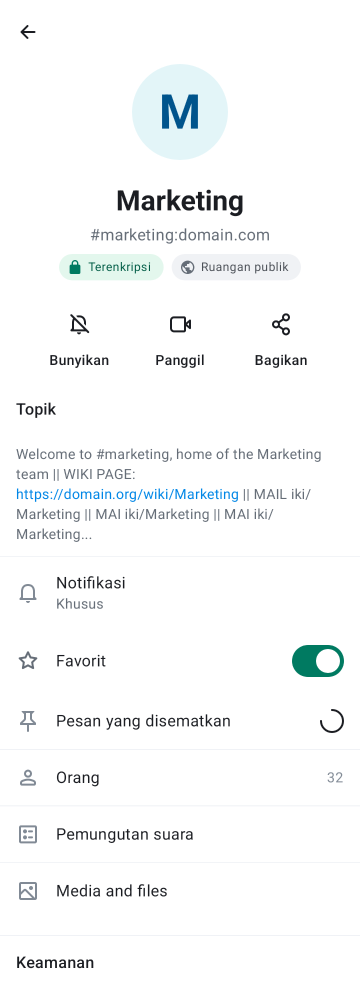 M
Marketing
#marketing:domain.com
Terenkripsi
Ruangan publik
Bunyikan
Panggil
Bagikan
Topik
Welcome to #marketing, home of the Marketing
team || WIKI PAGE:
https://domain.org/wiki/Marketing || MAIL iki/
Marketing || MAI iki/Marketing || MAI iki/
Marketing...
Notifikasi
Khusus
Favorit
Pesan yang disematkan
Orang
32
Pemungutan suara
Media and files
Keamanan